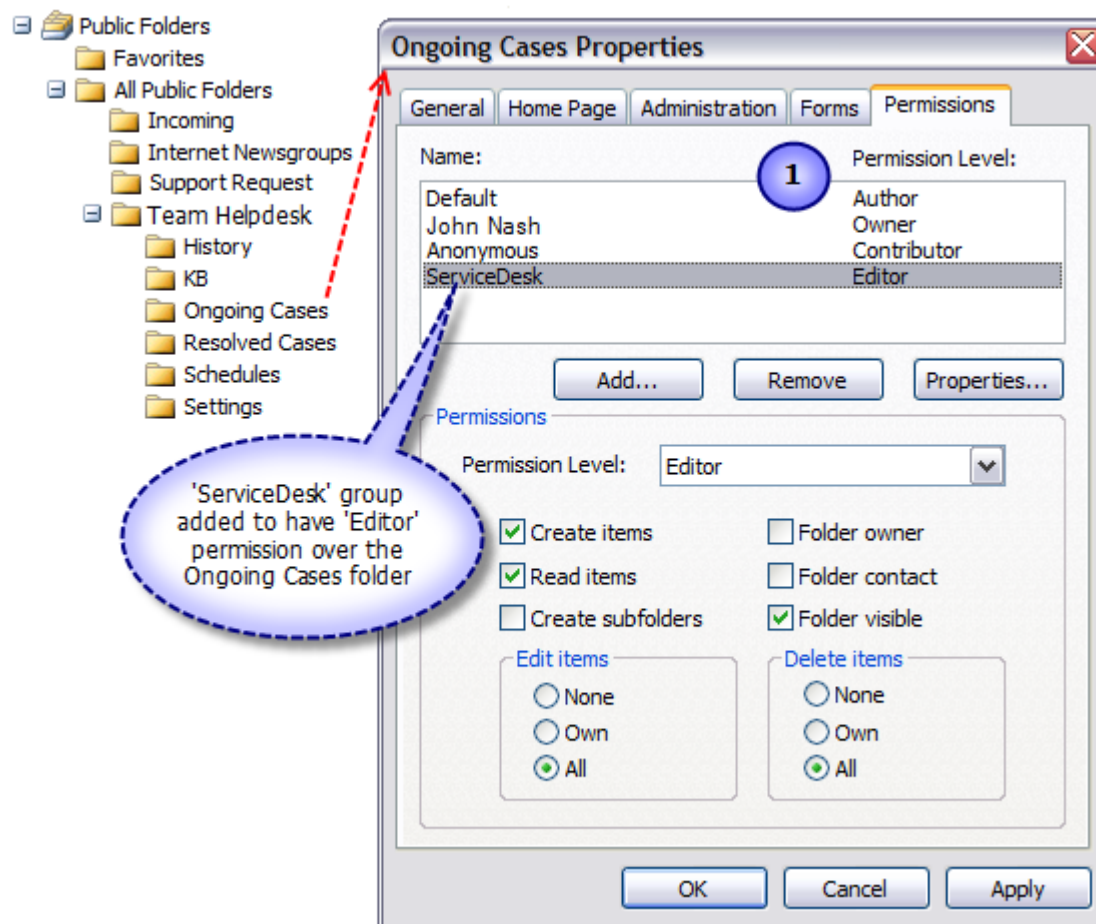 Public Folders
Favorites
All Public Folders
Incoming
Internet Newsgroups
Support Request
Team Helpdesk
History
KB
Ongoing Cases
Resolved Cases
Schedules
Settings
'ServiceDesk' group
added to have 'Editor'
permission over the
Ongoing Cases folder
Ongoing Cases Properties
General Home Page Administration Forms Permissions
Name: Permission Level:
1
Default Author
John Nash Owner
Anonymous Contributor
ServiceDesk Editor
Add... Remove Properties...
Permissions
Permission Level: Editor
Create items Folder owner
Read items Folder contact
Create subfolders Folder visible
Edit items Delete items
None None
Own Own
All All
OK Cancel Apply